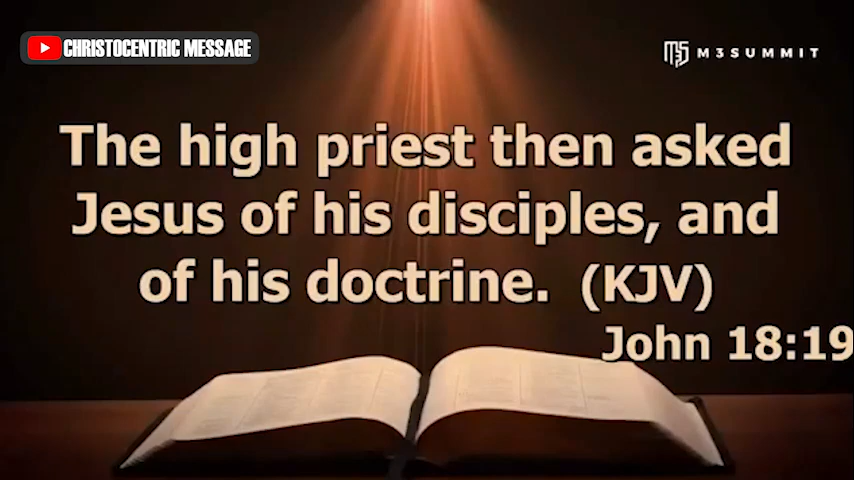 CHRISTOCENTRIC MESSAGE
M3SUMMIT
The high priest then asked
Jesus of his disciples, and
of his doctrine. (KJV)
John 18:19